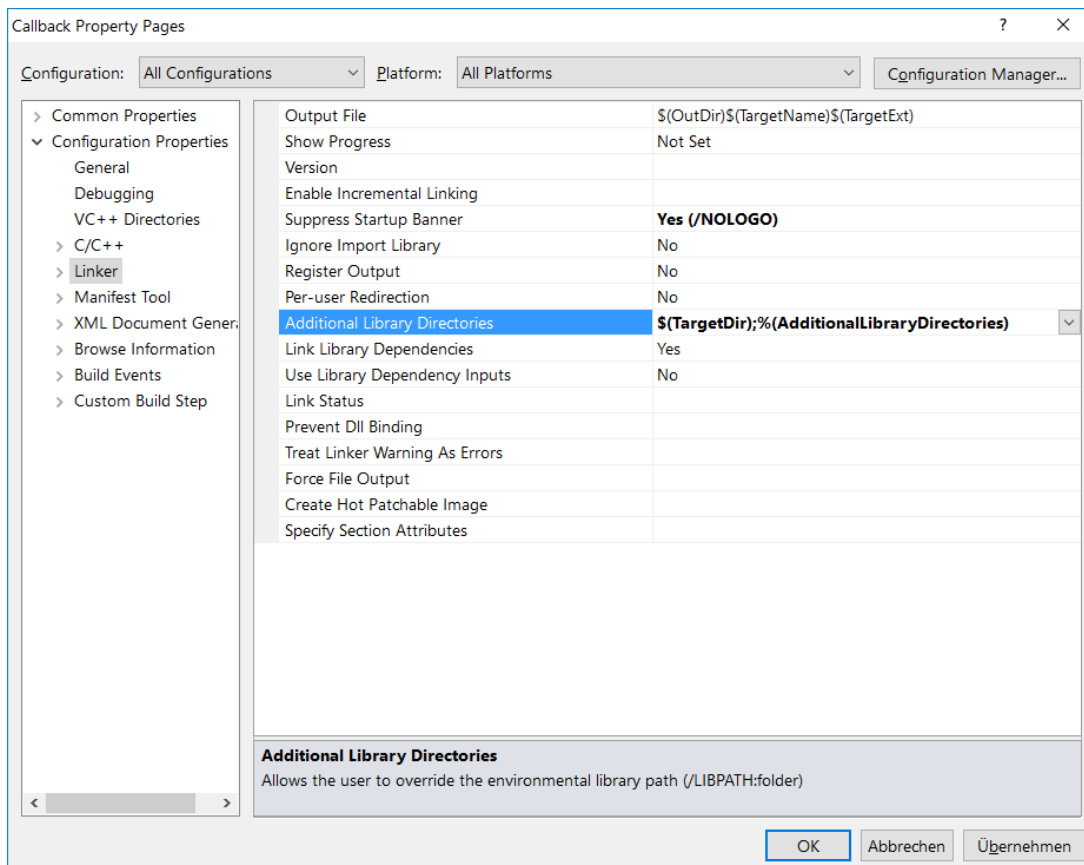 Callback Property Pages ? ×
Configuration: All Configurations Platform: All Platforms Configuration Manager...
Common Properties
Configuration Properties
General
Debugging
VC++ Directories
C/C++
Linker
Manifest Tool
XML Document Genera
Browse Information
Build Events
Custom Build Step
Output File $(OutDir)$(TargetName)$(TargetExt)
Show Progress Not Set
Version
Enable Incremental Linking
Suppress Startup Banner Yes (/NOLOGO)
Ignore Import Library No
Register Output No
Per-user Redirection No
Additional Library Directories $(TargetDir);%(AdditionalLibraryDirectories)
Link Library Dependencies Yes
Use Library Dependency Inputs No
Link Status
Prevent Dll Binding
Treat Linker Warning As Errors
Force File Output
Create Hot Patchable Image
Specify Section Attributes
Additional Library Directories
Allows the user to override the environmental library path (/LIBPATH:folder)
OK Abbrechen Übernehmen